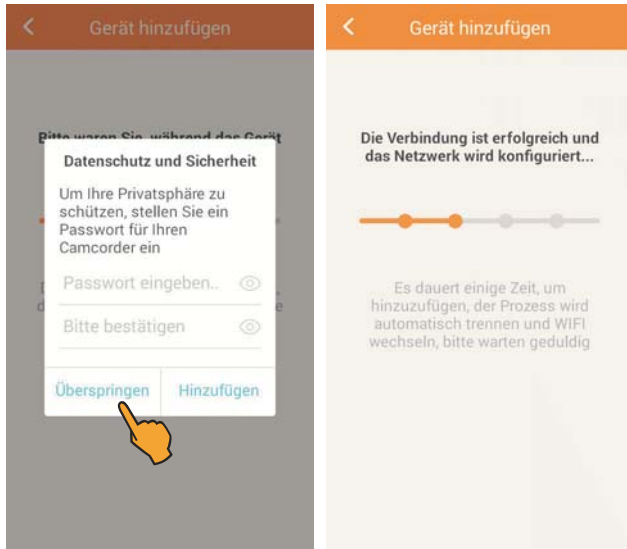 Gerät hinzufügen
Bitte waren Sie, während das Gerät
Datenschutz und Sicherheit
Um Ihre Privatsphäre zu
schützen, stellen Sie ein
Passwort für Ihren
Camcorder ein
Passwort eingeben..
Bitte bestätigen
Überspringen Hinzufügen
Gerät hinzufügen
Die Verbindung ist erfolgreich und
das Netzwerk wird konfiguriert...
Es dauert einige Zeit, um
hinzuzufügen, der Prozess wird
automatisch trennen und WIFI
wechseln, bitte warten geduldig